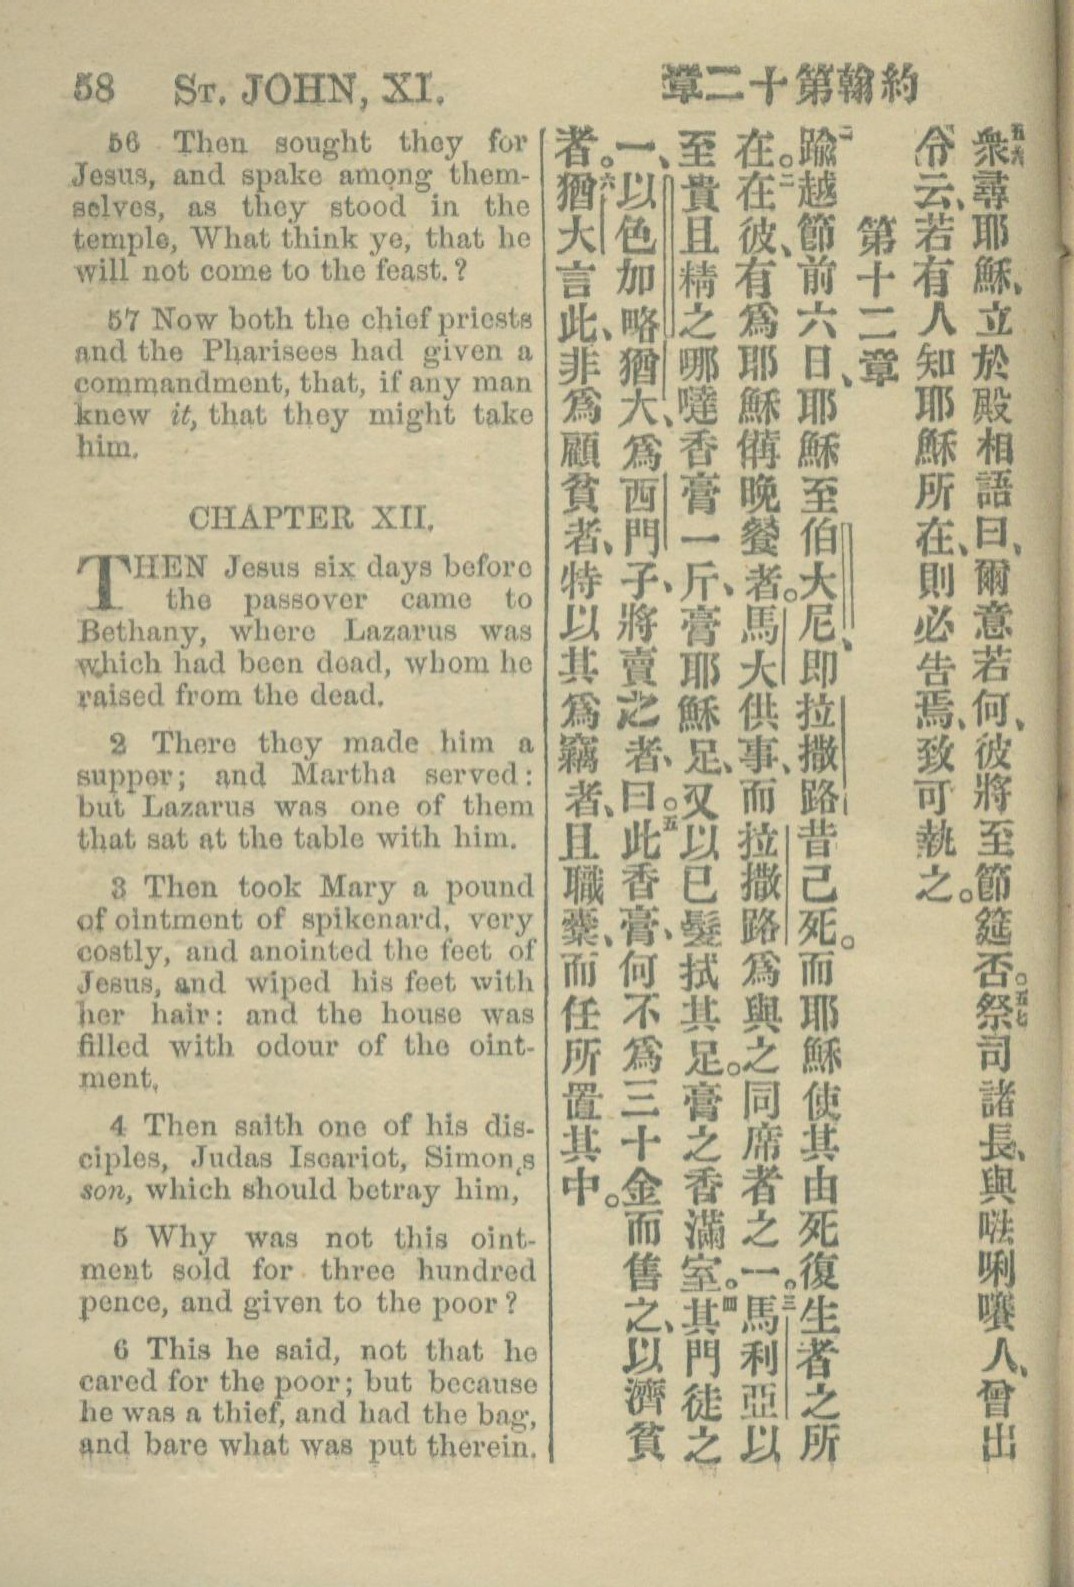 58 St. JOHN, XI.
56 Then sought they for
Jesus, and spake among them-
selves, as they stood in the
temple, What think ye, that he
will not come to the feast.?
57 Now both the chief priests
and the Pharisees had given a
commandment, that, if any man
knew it, that they might take
him.
CHAPTER XII.
THEN Jesus six days before
the passover came to
Bethany, where Lazarus was
which had been dead, whom he
raised from the dead.
2 There they made him a
supper; and Martha served:
but Lazarus was one of them
that sat at the table with him.
3 Then took Mary a pound
of ointment of spikenard, very
costly, and anointed the feet of
Jesus, and wiped his feet with
her hair: and the house was
filled with odour of the oint-
ment,
4 Then saith one of his dis-
ciples, Judas Iscariot, Simon,s
son, which should betray him,
5 Why was not this oint-
ment sold for three hundred
pence, and given to the poor?
6 This he said, not that he
cared for the poor; but because
he was a thief, and had the bag,
and bare what was put therein.
約翰第十二章
五六衆尋耶穌、立於殿相語曰、爾意若何、彼將至節筵否。五七祭司諸長、與㕵唎㘔人、曾出
令云、若有人知耶穌所在、則必告焉、致可執之。
第十二章
一踰越節前六日、耶穌至伯大尼、即拉撒路昔己死。而耶穌使其由死復生者之所
在。二在彼、有爲耶穌備晚餐者。馬大供事、而拉撒路爲與之同席者之一。三馬利亞以
至貴且精之哪噠香膏一斤、膏耶穌足、又以已髮拭其足。膏之香滿室。四其門徒之
一、以色加略猶大、爲西門子、將賣之者、曰。五此香膏、何不爲三十金而售之、以濟貧
者。六猶大言此、非爲顧貧者、特以其爲竊者、且職橐、而任所置其中。